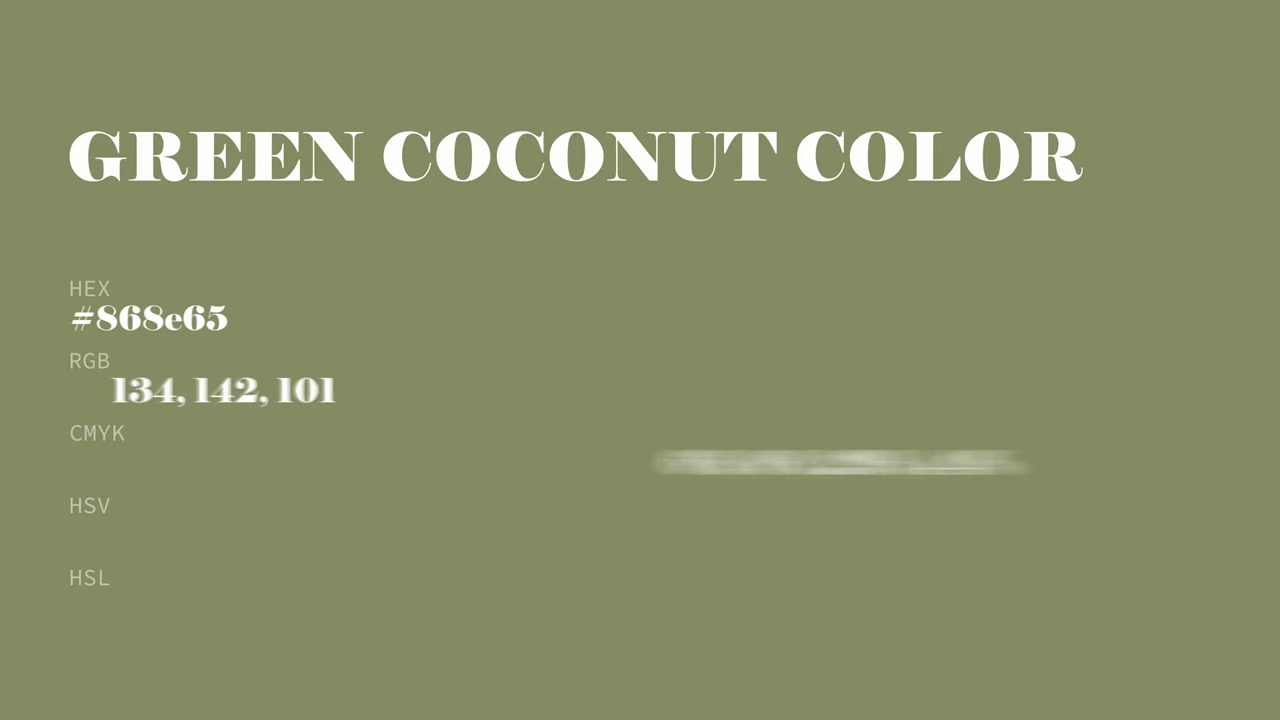 GREEN COCONUT COLOR
HEX
#868e65
RGB
134, 142, 101
CMYK
HSV
HSL